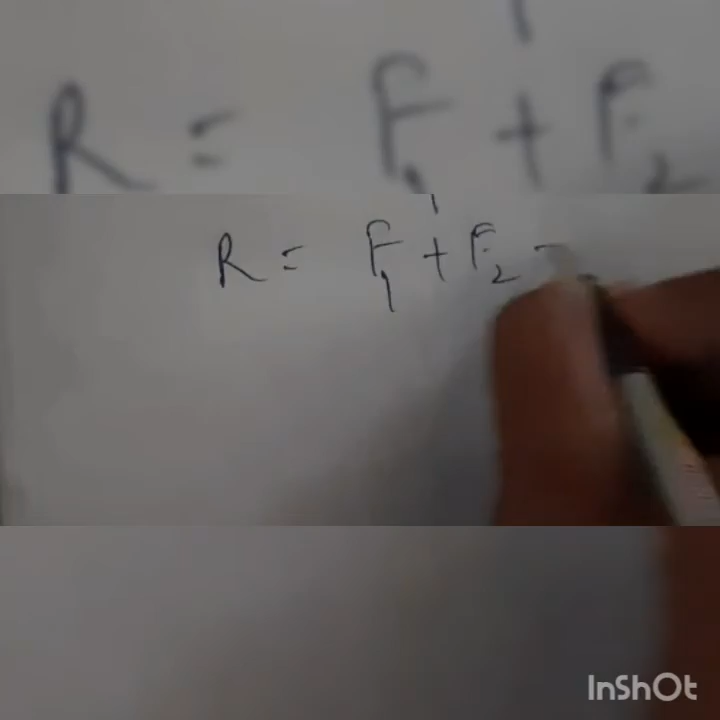 R = F₁ + F₂ -
InShOt